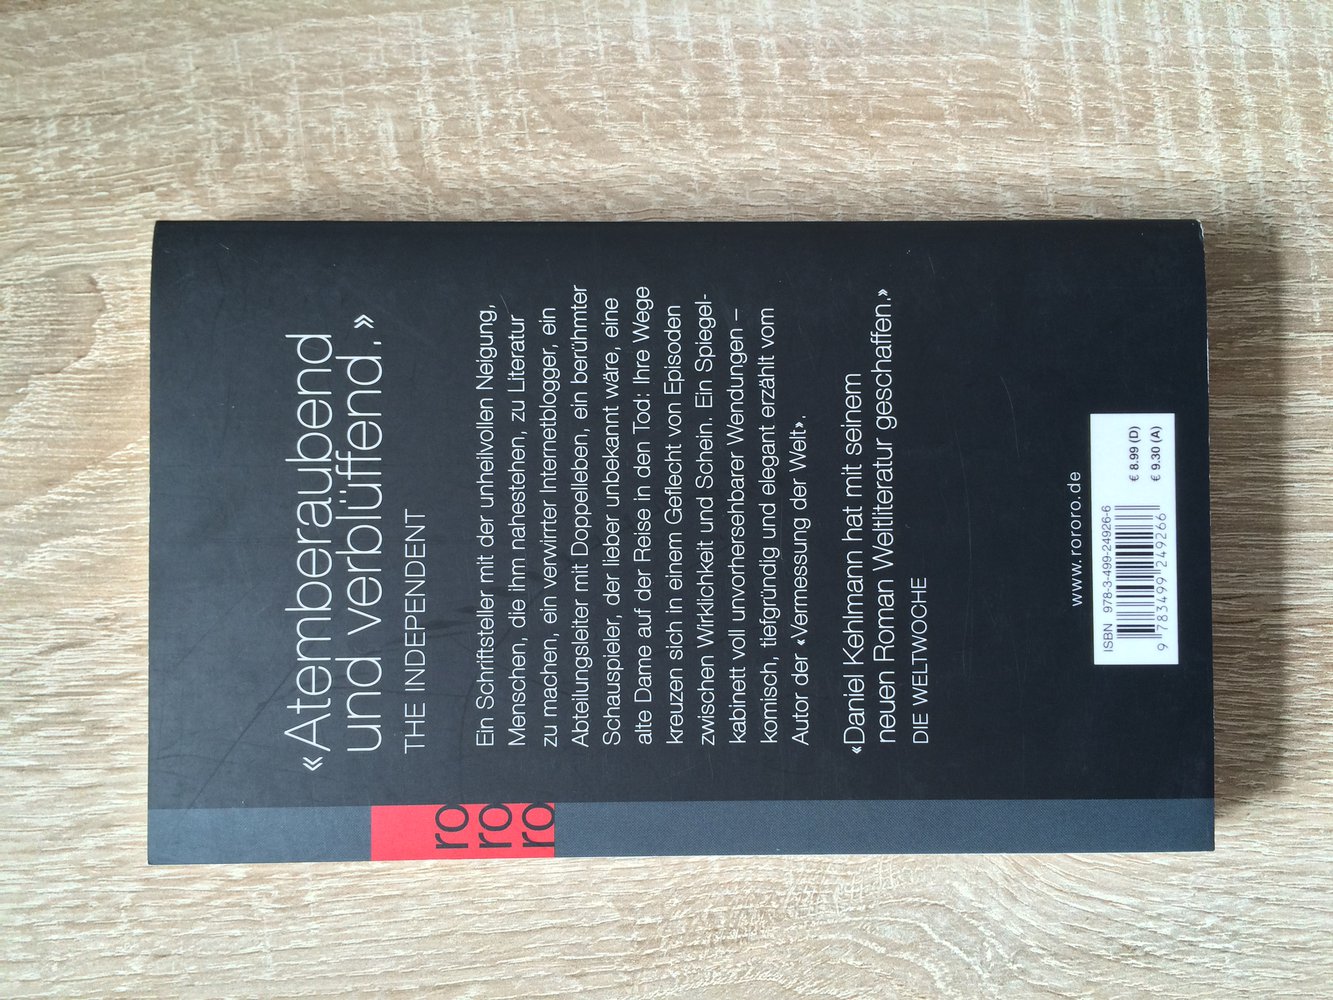 «Atemberaubend
und verblüffend.»
THE INDEPENDENT
Ein Schriftsteller mit der unheilvollen Neigung,
Menschen, die ihm nahestehen, zu Literatur
zu machen, ein verwirrter Internetblogger, ein
Abteilungsleiter mit Doppelleben, ein berühmter
Schauspieler, der lieber unbekannt wäre, eine
alte Dame auf der Reise in den Tod: Ihre Wege
kreuzen sich in einem Geflecht von Episoden
zwischen Wirklichkeit und Schein. Ein Spiegel-
kabinett voll unvorhersehbarer Wendungen –
komisch, tiefgründig und elegant erzählt vom
Autor der «Vermessung der Welt».
«Daniel Kehlmann hat mit seinem
neuen Roman Weltliteratur geschaffen.»
DIE WELTWOCHE
ro
ro
ro
www.rororo.de
ISBN 978-3-499-24926-6
€ 8.99 (D)
€ 9.30 (A)
9 783499 249266